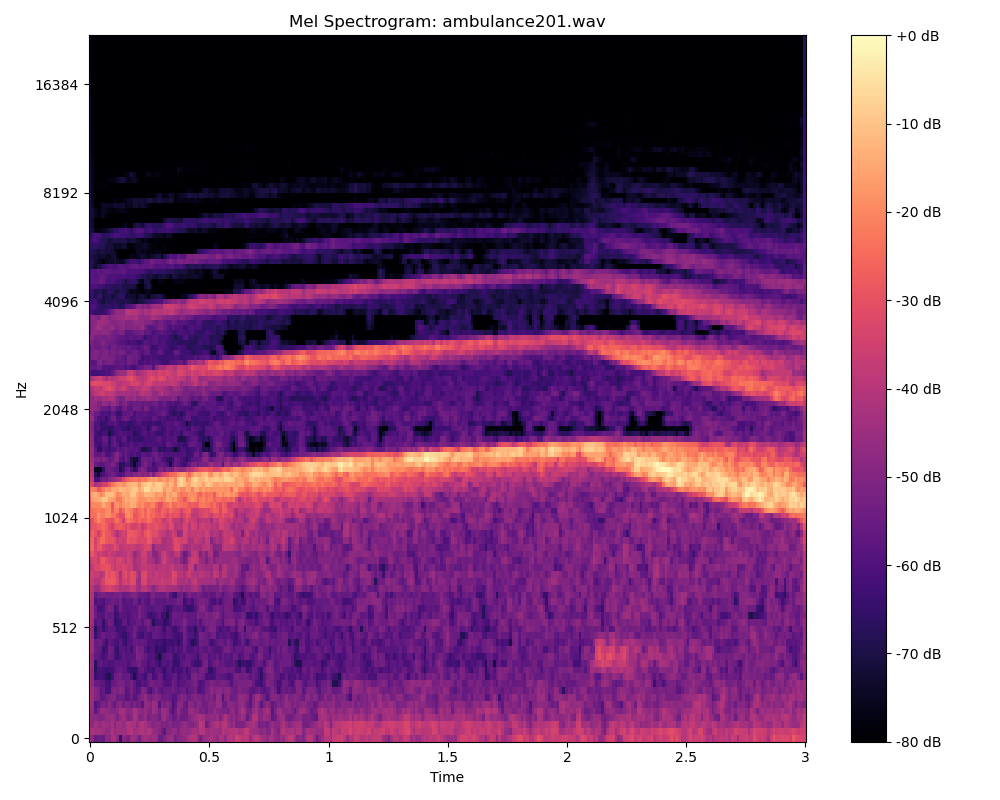 Mel Spectrogram: ambulance201.wav
+0 dB
16384
-10 dB
8192
-20 dB
4096
-30 dB
Hz
-40 dB
2048
-50 dB
1024
-60 dB
512
-70 dB
0
-80 dB
0 0.5 1 1.5 2 2.5 3
Time